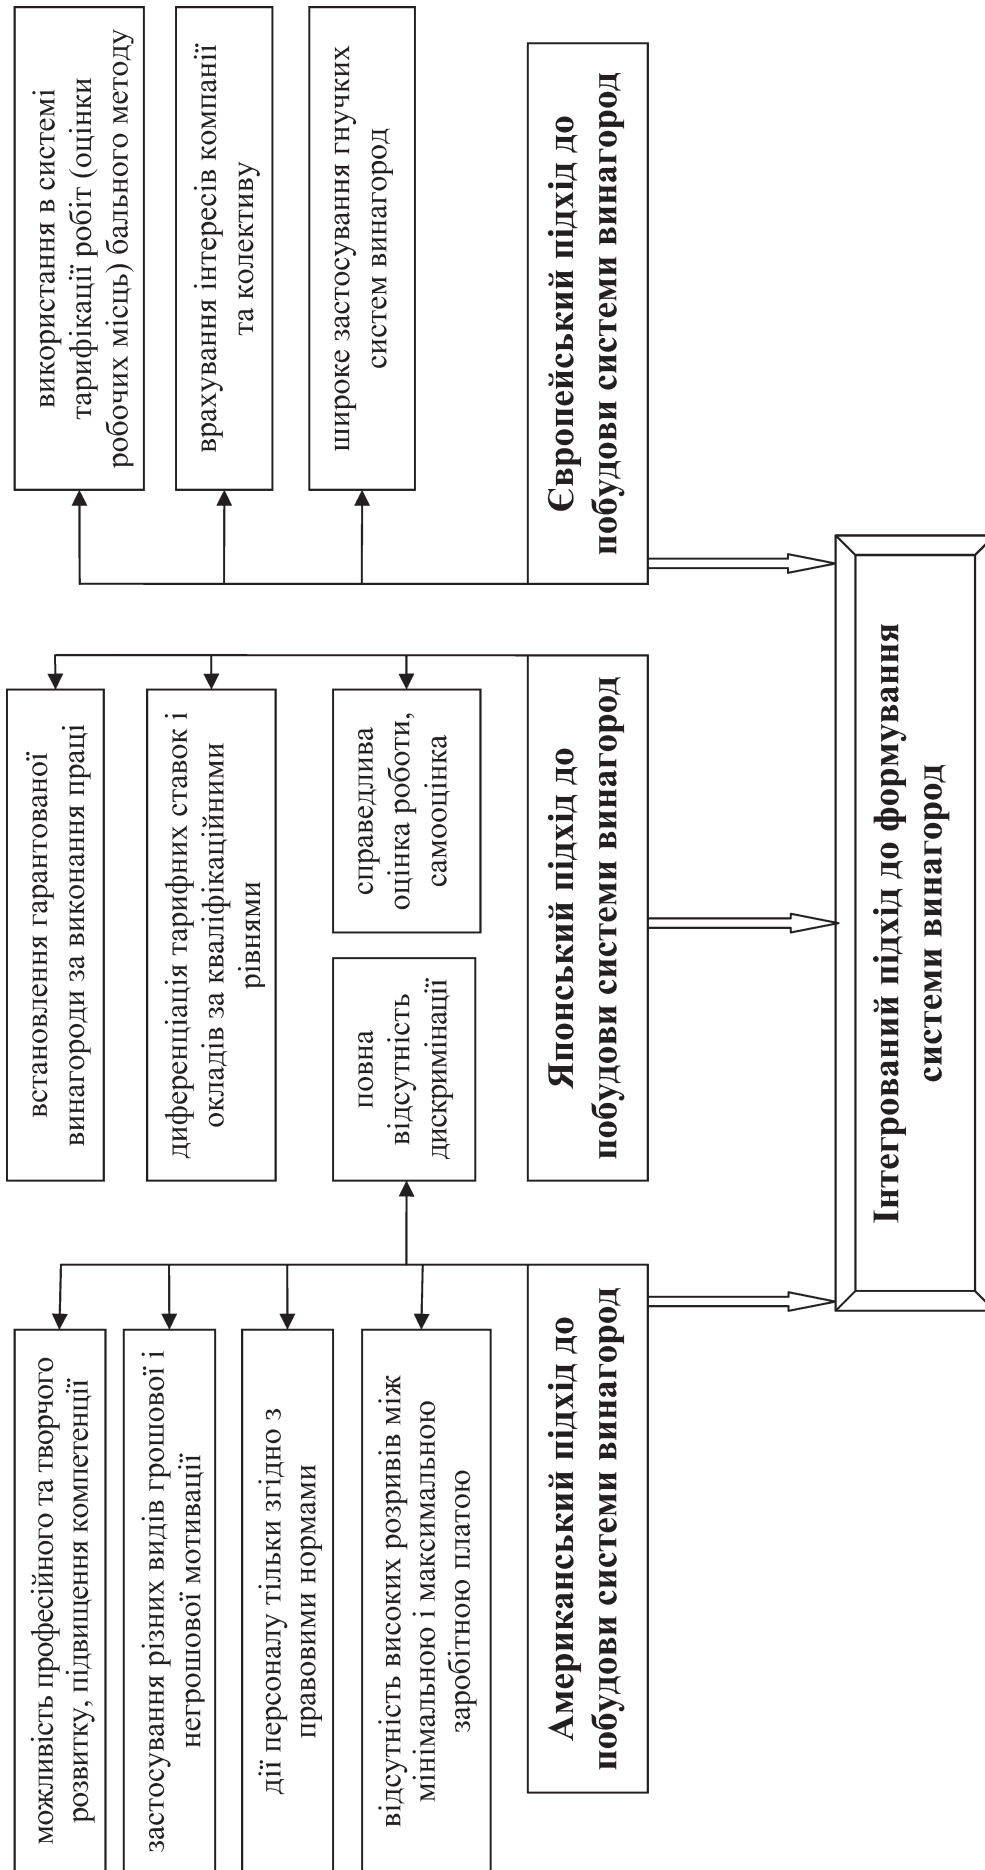 можливість професійного та творчого
розвитку, підвищення компетенції
застосування різних видів грошової і
негрошової мотивації
дії персоналу тільки згідно з
правовими нормами
відсутність високих розривів між
мінімальною і максимальною
заробітною платою
Американський підхід до
побудови системи винагород
встановлення гарантованої
винагороди за виконання праці
диференціація тарифних ставок і
окладів за кваліфікаційними
рівнями
повна
відсутність
дискримінації
справедлива
оцінка роботи,
самооцінка
Японський підхід до
побудови системи винагород
використання в системі
тарифікації робіт (оцінки
робочих місць) бального методу
врахування інтересів компанії
та колективу
широке застосування гнучких
систем винагород
Європейський підхід до
побудови системи винагород
Інтегрований підхід до формування
системи винагород